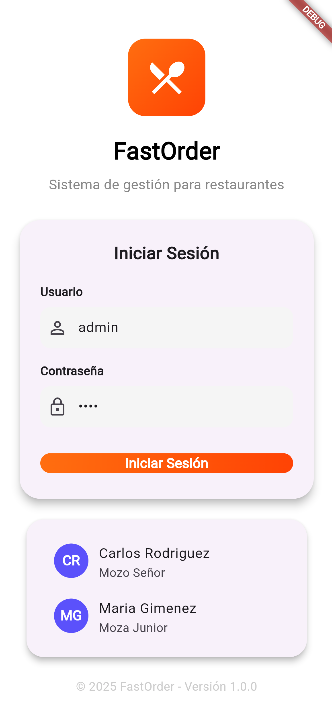 DEBUG
FastOrder
Sistema de gestión para restaurantes
Iniciar Sesión
Usuario
admin
Contraseña
••••
Iniciar Sesión
CR
Carlos Rodriguez
Mozo Señor
MG
Maria Gimenez
Moza Junior
© 2025 FastOrder - Versión 1.0.0